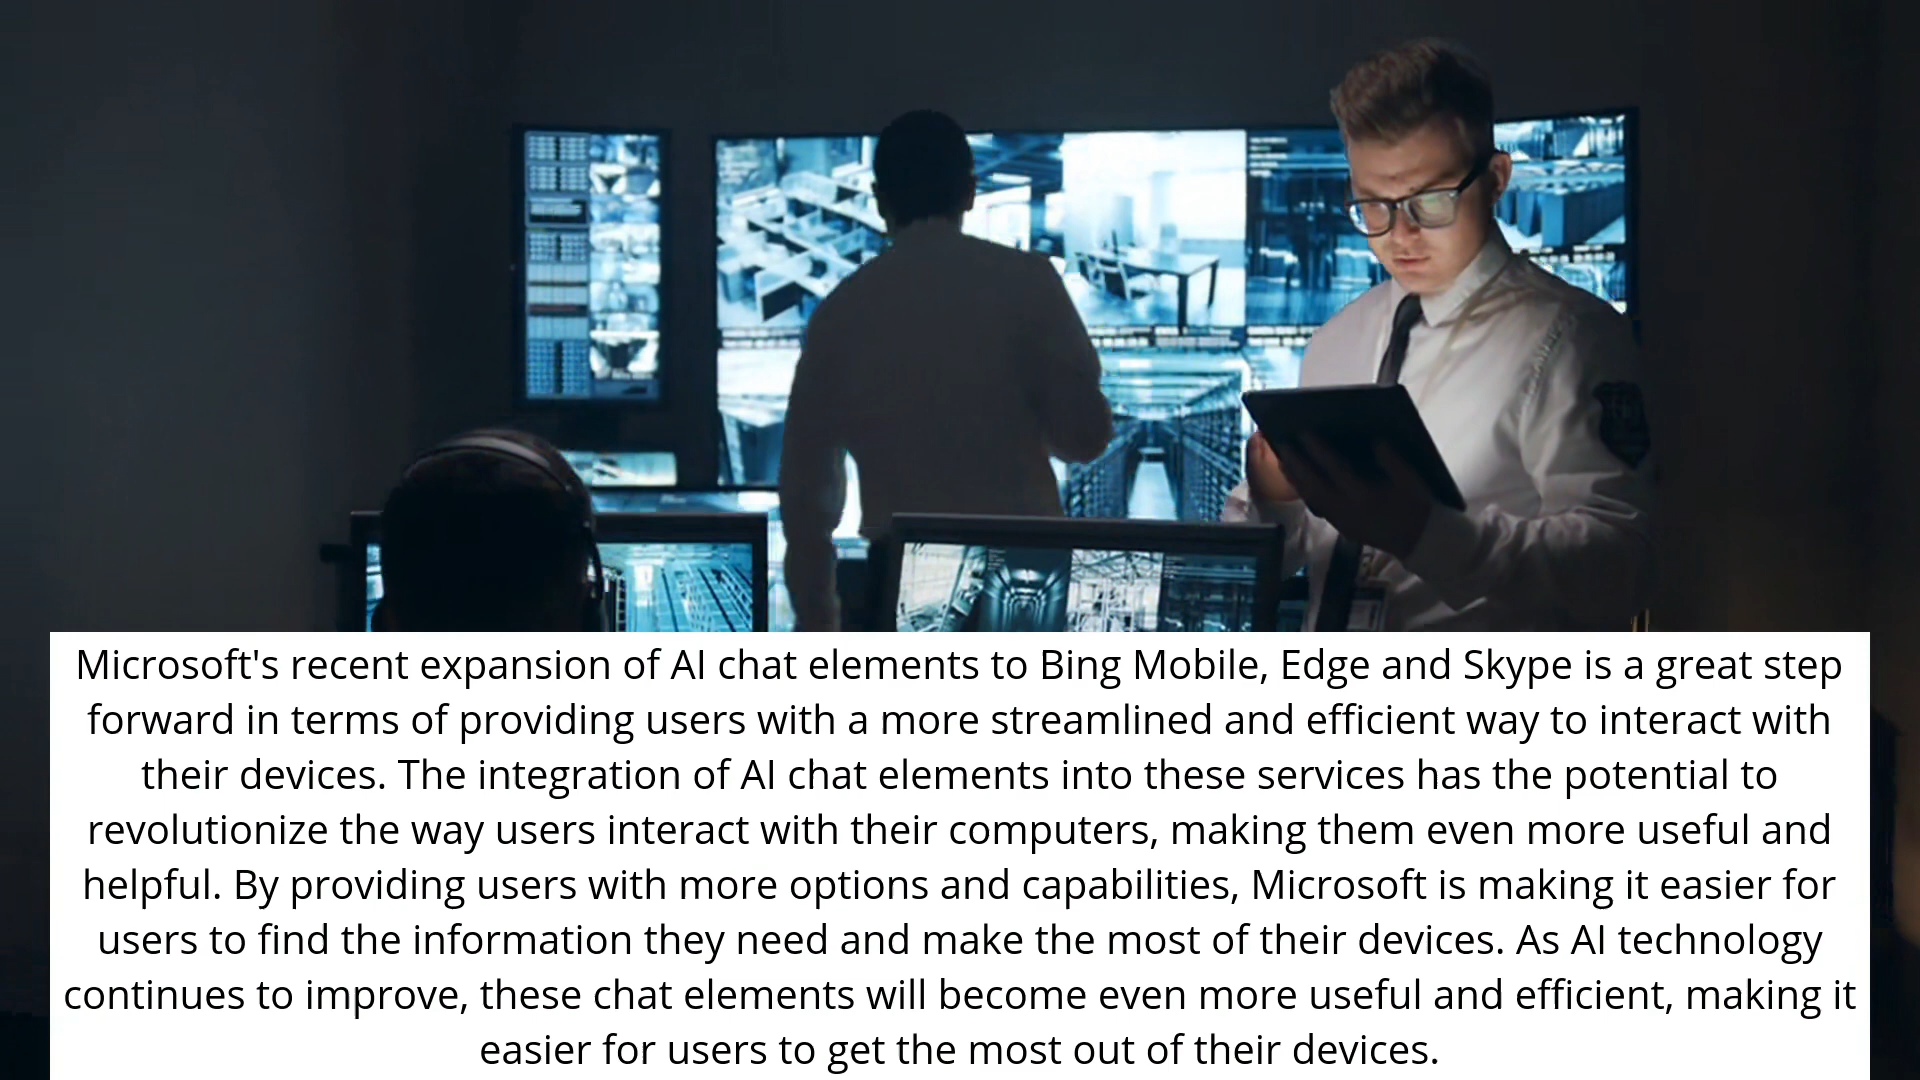 Microsoft's recent expansion of AI chat elements to Bing Mobile, Edge and Skype is a great step
forward in terms of providing users with a more streamlined and efficient way to interact with
their devices. The integration of AI chat elements into these services has the potential to
revolutionize the way users interact with their computers, making them even more useful and
helpful. By providing users with more options and capabilities, Microsoft is making it easier for
users to find the information they need and make the most of their devices. As AI technology
continues to improve, these chat elements will become even more useful and efficient, making it
easier for users to get the most out of their devices.